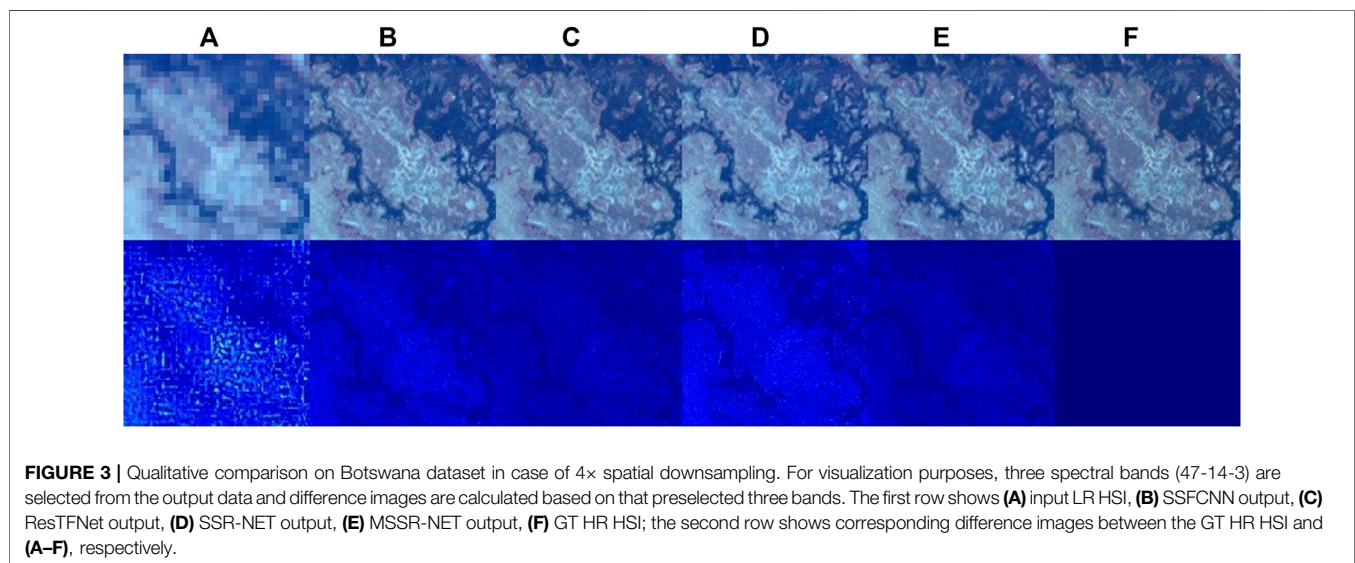 A B C D E F
FIGURE 3 | Qualitative comparison on Botswana dataset in case of 4× spatial downsampling. For visualization purposes, three spectral bands (47-14-3) are
selected from the output data and difference images are calculated based on that preselected three bands. The first row shows (A) input LR HSI, (B) SSFCNN output, (C)
ResTFNet output, (D) SSR-NET output, (E) MSSR-NET output, (F) GT HR HSI; the second row shows corresponding difference images between the GT HR HSI and
(A–F), respectively.